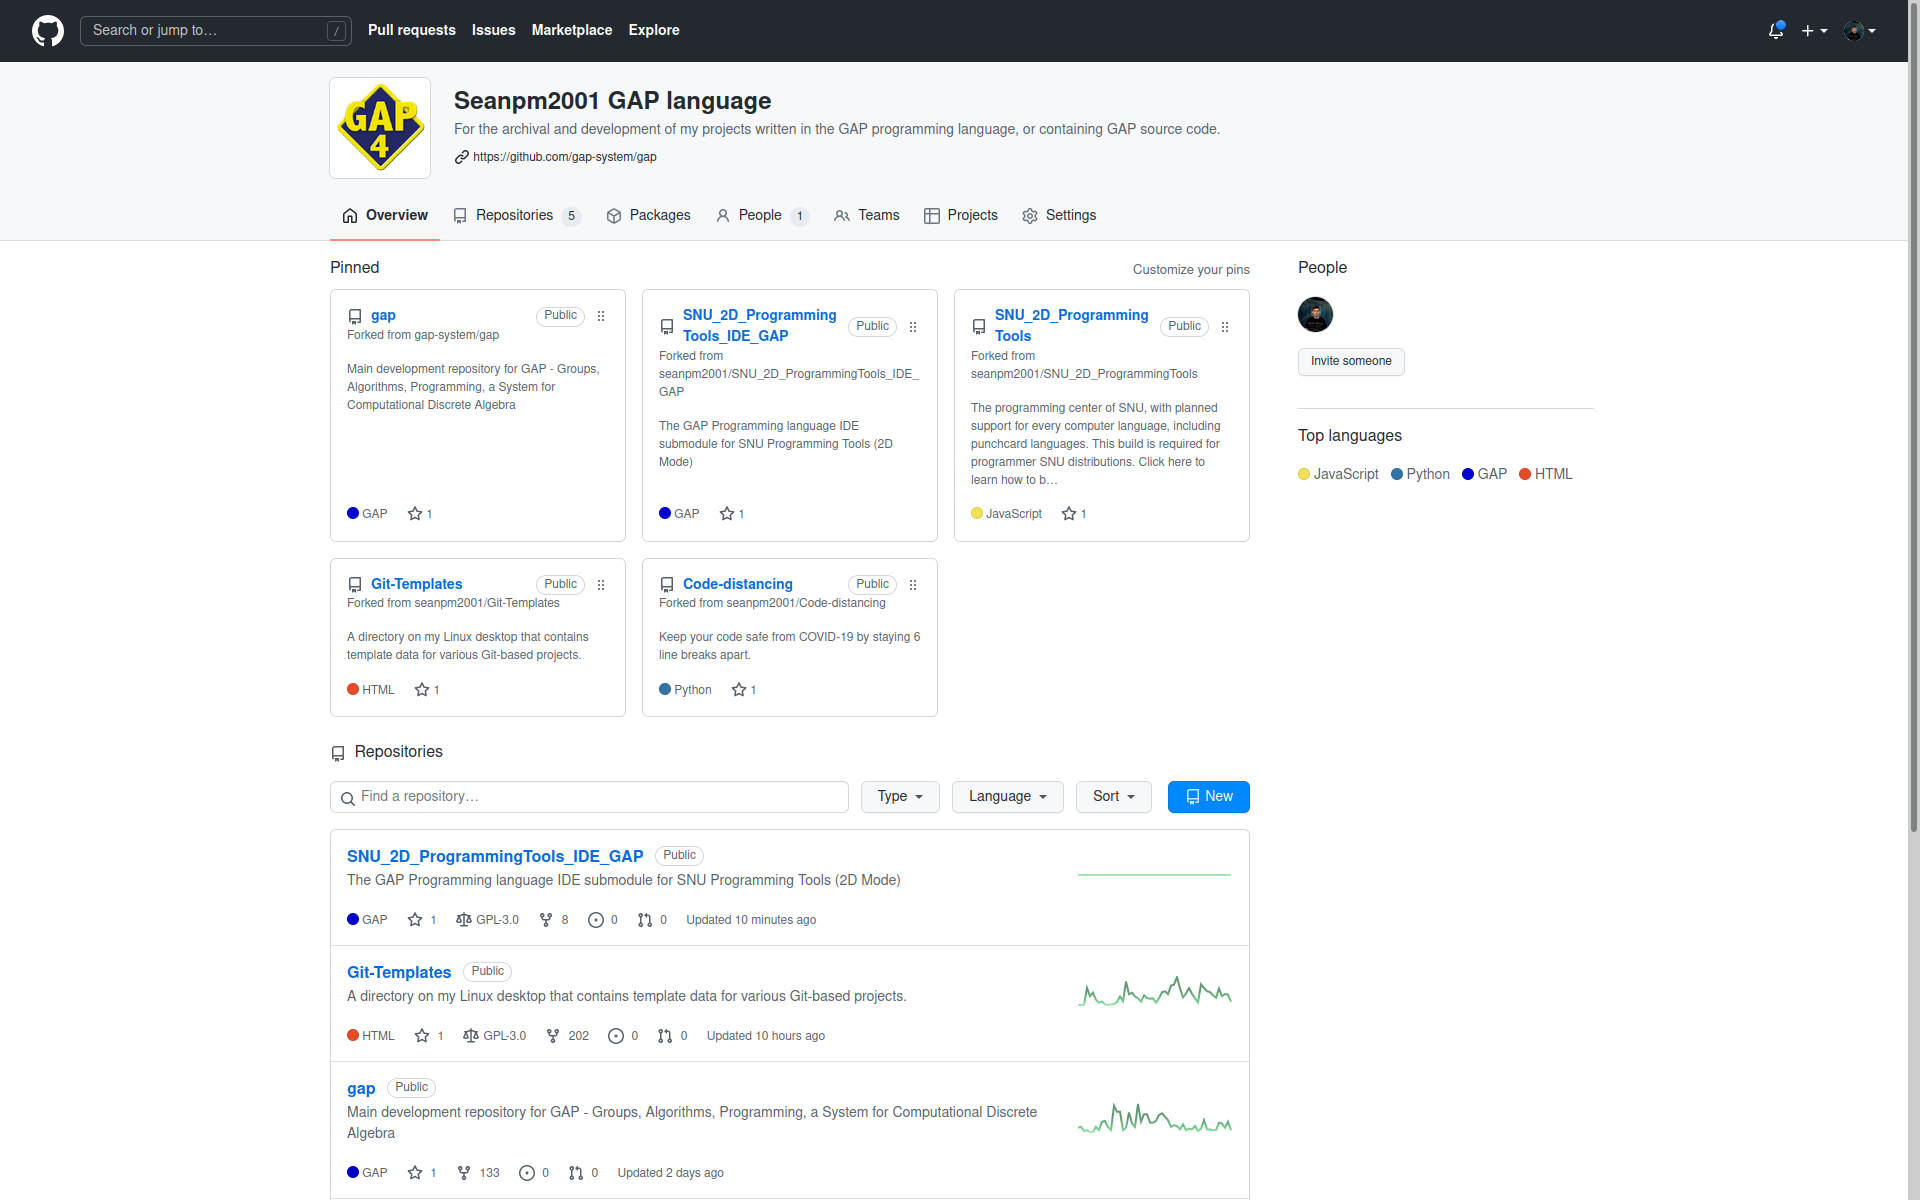 Search or jump to…
/
Pull requests
Issues
Marketplace
Explore
GAP
4
Seanpm2001 GAP language
For the archival and development of my projects written in the GAP programming language, or containing GAP source code.
https://github.com/gap-system/gap
Overview
Repositories 5
Packages
People 1
Teams
Projects
Settings
Pinned
Customize your pins
gap
Public
Forked from gap-system/gap
Main development repository for GAP - Groups,
Algorithms, Programming, a System for
Computational Discrete Algebra
GAP 1
SNU_2D_Programming
Tools_IDE_GAP
Public
Forked from
seanpm2001/SNU_2D_ProgrammingTools_IDE_
GAP
The GAP Programming language IDE
submodule for SNU Programming Tools (2D
Mode)
GAP 1
SNU_2D_Programming
Tools
Public
Forked from
seanpm2001/SNU_2D_ProgrammingTools
The programming center of SNU, with planned
support for every computer language, including
punchcard languages. This build is required for
programmer SNU distributions. Click here to
learn how to b…
JavaScript 1
Git-Templates
Public
Forked from seanpm2001/Git-Templates
A directory on my Linux desktop that contains
template data for various Git-based projects.
HTML 1
Code-distancing
Public
Forked from seanpm2001/Code-distancing
Keep your code safe from COVID-19 by staying 6
line breaks apart.
Python 1
People
Invite someone
Top languages
JavaScript Python GAP HTML
Repositories
Find a repository…
Type
Language
Sort
New
SNU_2D_ProgrammingTools_IDE_GAP Public
The GAP Programming language IDE submodule for SNU Programming Tools (2D Mode)
GAP 1 GPL-3.0 8 0 0 Updated 10 minutes ago
Git-Templates Public
A directory on my Linux desktop that contains template data for various Git-based projects.
HTML 1 GPL-3.0 202 0 0 Updated 10 hours ago
gap Public
Main development repository for GAP - Groups, Algorithms, Programming, a System for Computational Discrete
Algebra
GAP 1 133 0 0 Updated 2 days ago